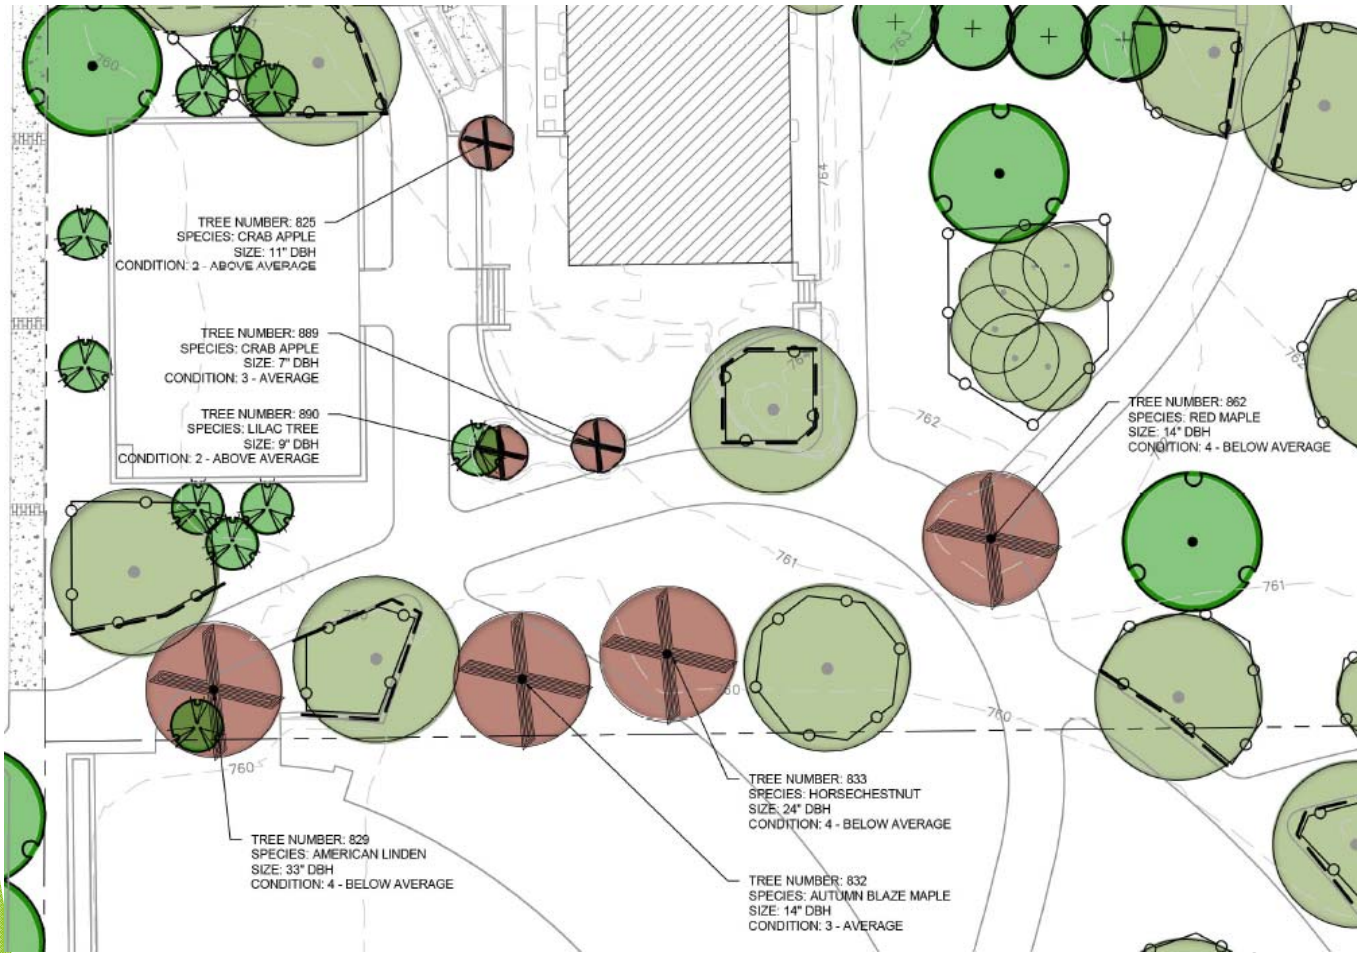 760
763
764
TREE NUMBER: 825
SPECIES: CRAB APPLE
SIZE: 11" DBH
CONDITION: 2 - ABOVE AVERAGE
TREE NUMBER: 889
SPECIES: CRAB APPLE
SIZE: 7" DBH
CONDITION: 3 - AVERAGE
764
762
TREE NUMBER: 890
SPECIES: LILAC TREE
SIZE: 9" DBH
CONDITION: 2 - ABOVE AVERAGE
762
TREE NUMBER: 862
SPECIES: RED MAPLE
SIZE: 14" DBH
CONDITION: 4 - BELOW AVERAGE
761
761
760
760
760
TREE NUMBER: 833
SPECIES: HORSECHESTNUT
SIZE: 24" DBH
CONDITION: 4 - BELOW AVERAGE
TREE NUMBER: 829
SPECIES: AMERICAN LINDEN
SIZE: 33" DBH
CONDITION: 4 - BELOW AVERAGE
TREE NUMBER: 832
SPECIES: AUTUMN BLAZE MAPLE
SIZE: 14" DBH
CONDITION: 3 - AVERAGE